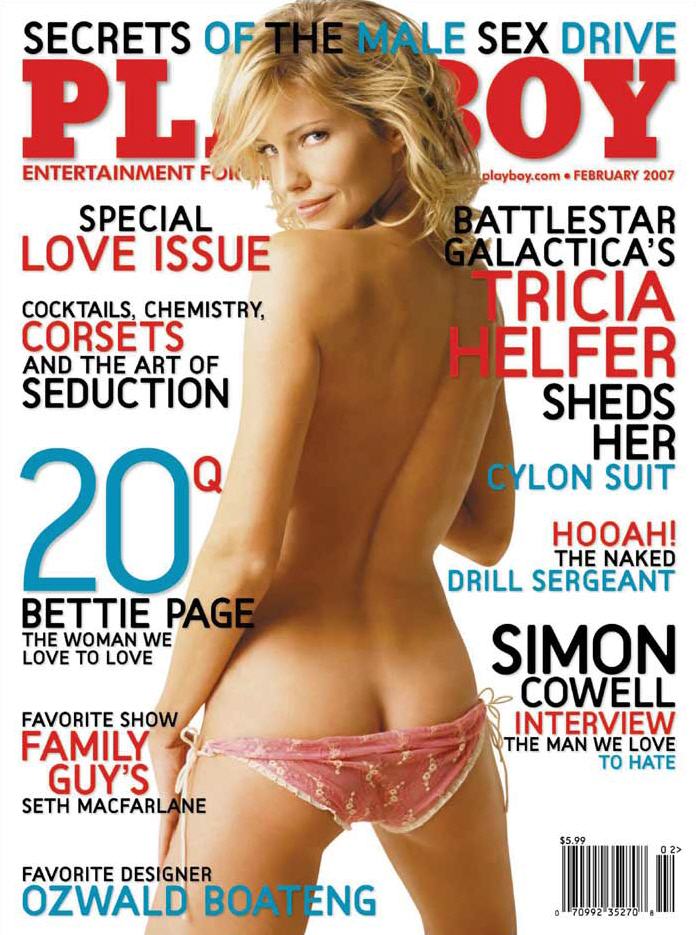 SECRETS OF THE MALE SEX DRIVE
PL BOY
ENTERTAINMENT FOR
playboy.com • FEBRUARY 2007
SPECIAL
LOVE ISSUE
COCKTAILS, CHEMISTRY,
CORSETS
AND THE ART OF
SEDUCTION
20Q
BETTIE PAGE
THE WOMAN WE
LOVE TO LOVE
FAVORITE SHOW
FAMILY
GUY'S
SETH MACFARLANE
FAVORITE DESIGNER
OZWALD BOATENG
BATTLESTAR
GALACTICA'S
TRICIA
HELFER
SHEDS
HER
CYLON SUIT
HOOAH!
THE NAKED
DRILL SERGEANT
SIMON
COWELL
INTERVIEW
THE MAN WE LOVE
TO HATE
$5.99
0 2>
0 70992 35270 8